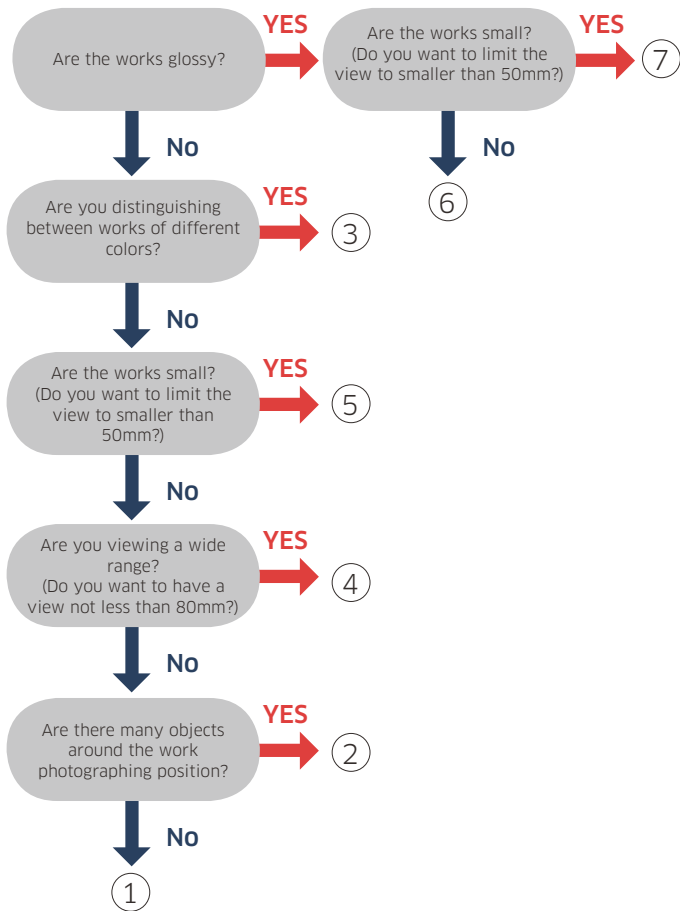 Are the works glossy?
YES
Are the works small?
(Do you want to limit the
view to smaller than 50mm?)
YES
7
No
No
6
Are you distinguishing
between works of different
colors?
YES
3
No
Are the works small?
(Do you want to limit the
view to smaller than
50mm?)
YES
5
No
Are you viewing a wide
range?
(Do you want to have a
view not less than 80mm?)
YES
4
No
Are there many objects
around the work
photographing position?
YES
2
No
1